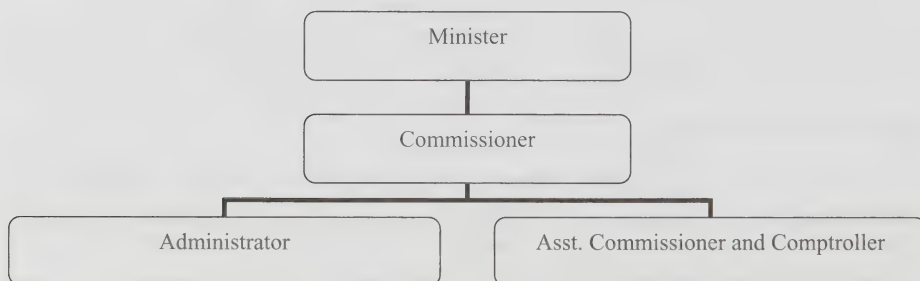 Minister
Commissioner
Administrator
Asst. Commissioner and Comptroller